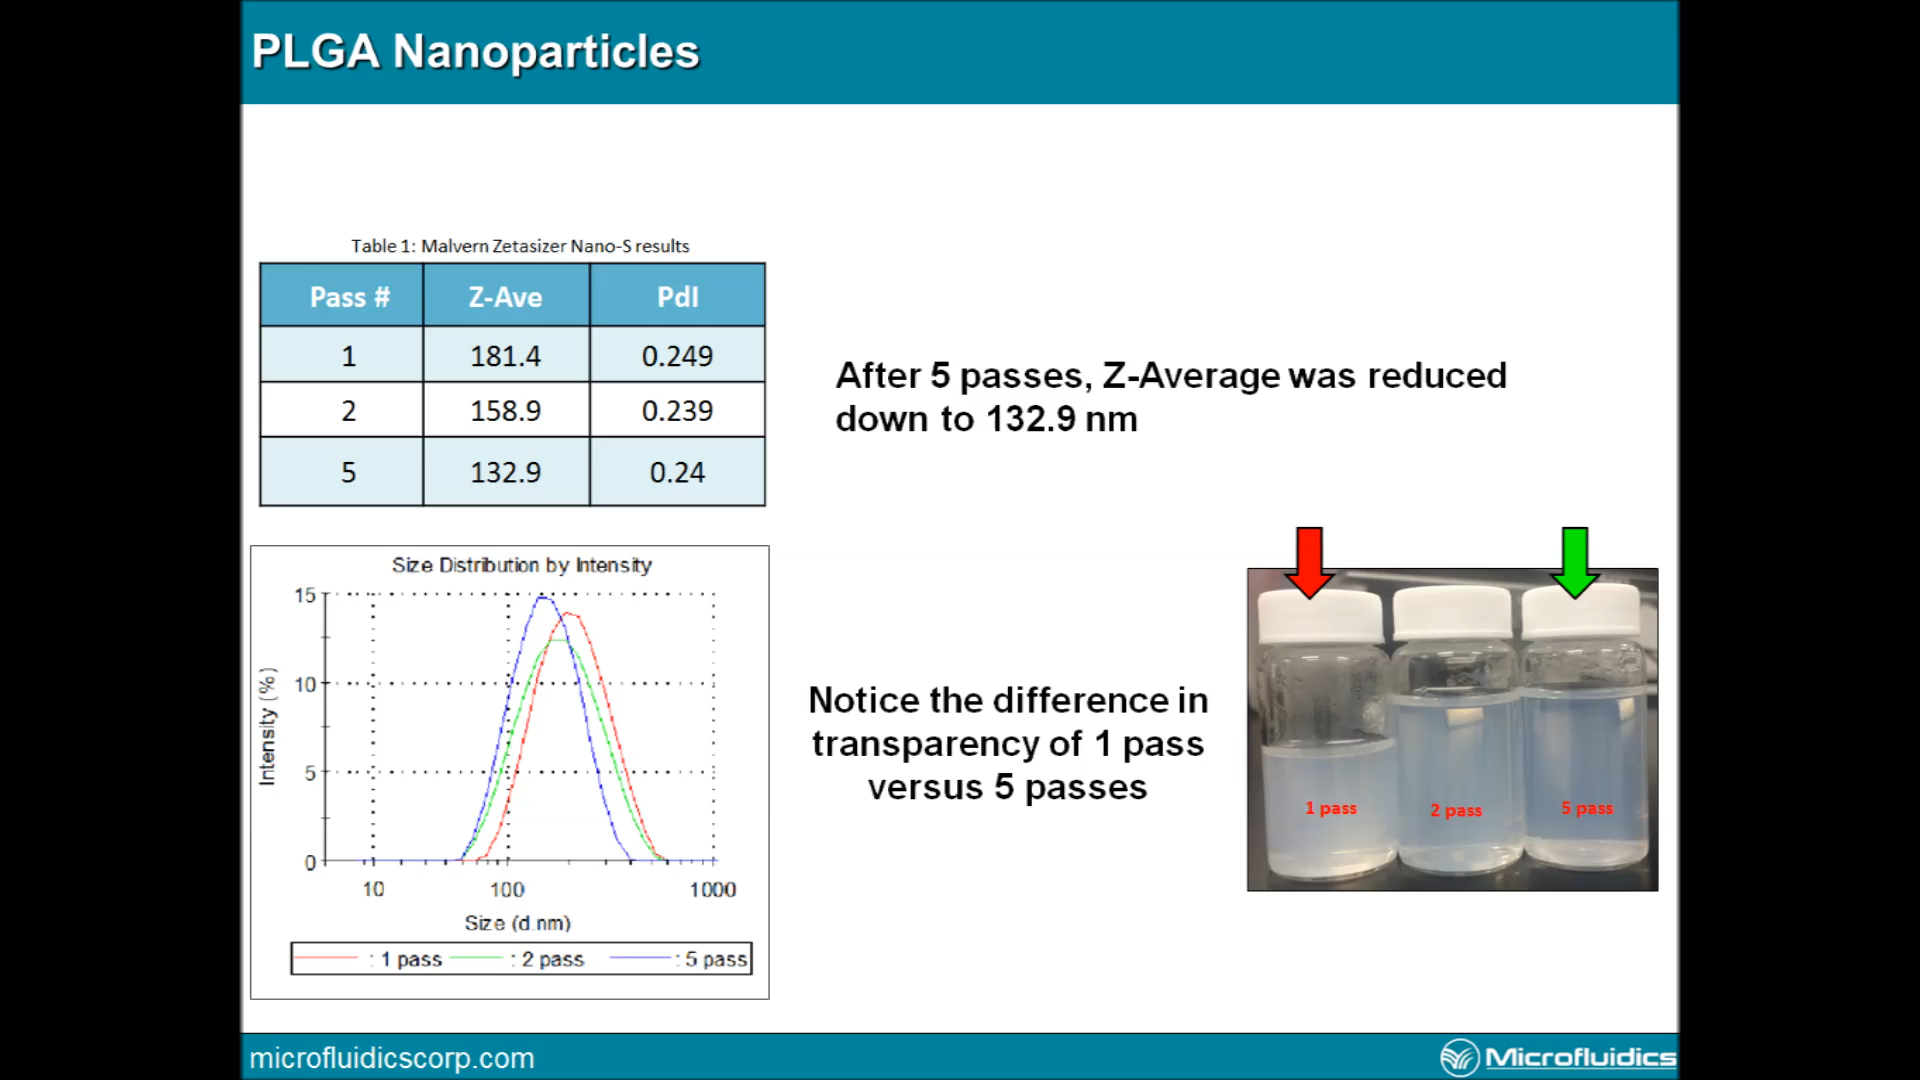 PLGA Nanoparticles
Table 1: Malvern Zetasizer Nano-S results
Pass # Z-Ave PdI
1 181.4 0.249
2 158.9 0.239
5 132.9 0.24
After 5 passes, Z-Average was reduced
down to 132.9 nm
Size Distribution by Intensity
15
10
5
0
Intensity (%)
10 100 1000
Size (d.nm)
: 1 pass : 2 pass : 5 pass
Notice the difference in
transparency of 1 pass
versus 5 passes
1 pass 2 pass 5 pass
microfluidicscorp.com
Microfluidics